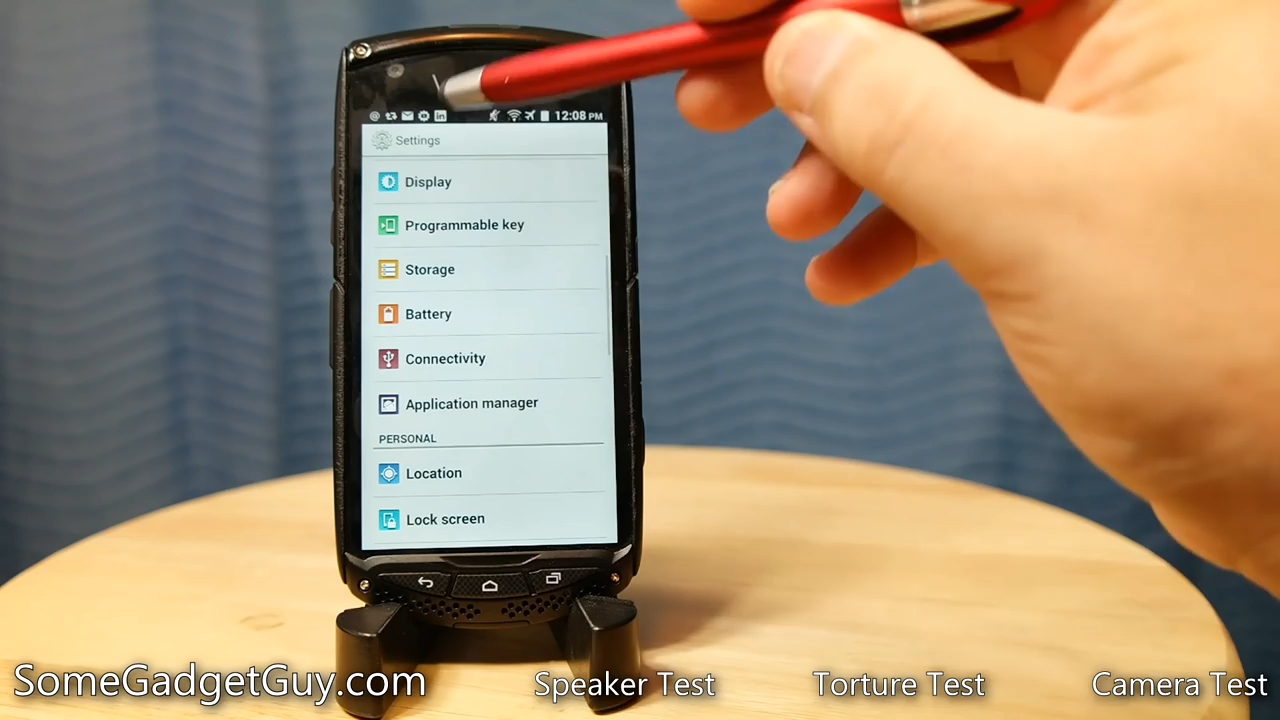 12:08 PM
Settings
Display
Programmable key
Storage
Battery
Connectivity
Application manager
PERSONAL
Location
Lock screen
SomeGadgetGuy.com
Speaker Test
Torture Test
Camera Test